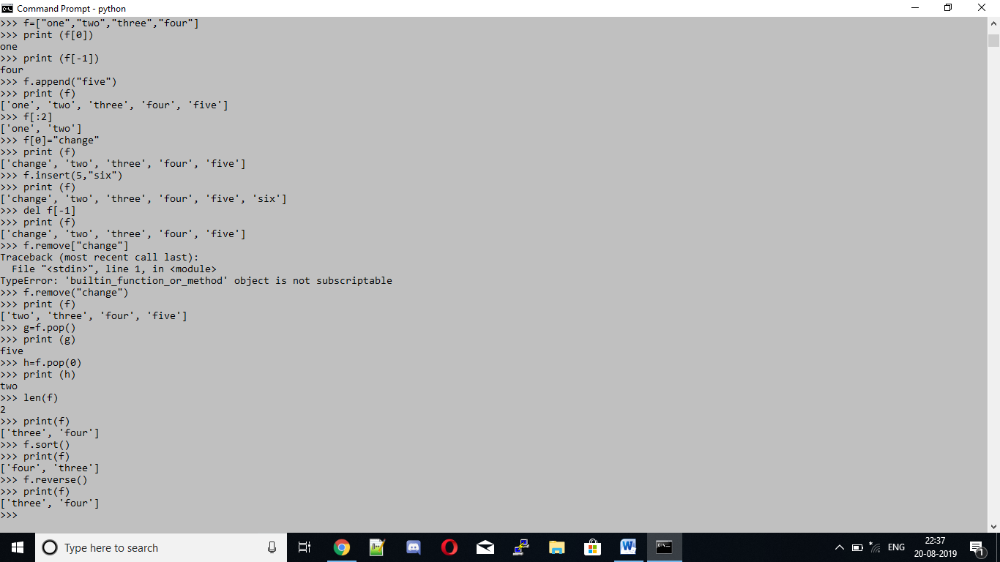 Command Prompt - python
>>> f=["one","two","three","four"]
>>> print (f[0])
one
>>> print (f[-1])
four
>>> f.append("five")
>>> print (f)
['one', 'two', 'three', 'four', 'five']
>>> f[:2]
['one', 'two']
>>> f[0]="change"
>>> print (f)
['change', 'two', 'three', 'four', 'five']
>>> f.insert(5,"six")
>>> print (f)
['change', 'two', 'three', 'four', 'five', 'six']
>>> del f[-1]
>>> print (f)
['change', 'two', 'three', 'four', 'five']
>>> f.remove["change"]
Traceback (most recent call last):
  File "<stdin>", line 1, in <module>
TypeError: 'builtin_function_or_method' object is not subscriptable
>>> f.remove("change")
>>> print (f)
['two', 'three', 'four', 'five']
>>> g=f.pop()
>>> print (g)
five
>>> h=f.pop(0)
>>> print (h)
two
>>> len(f)
2
>>> print(f)
['three', 'four']
>>> f.sort()
>>> print(f)
['four', 'three']
>>> f.reverse()
>>> print(f)
['three', 'four']
>>>
Type here to search
ENG
22:37
20-08-2019
1